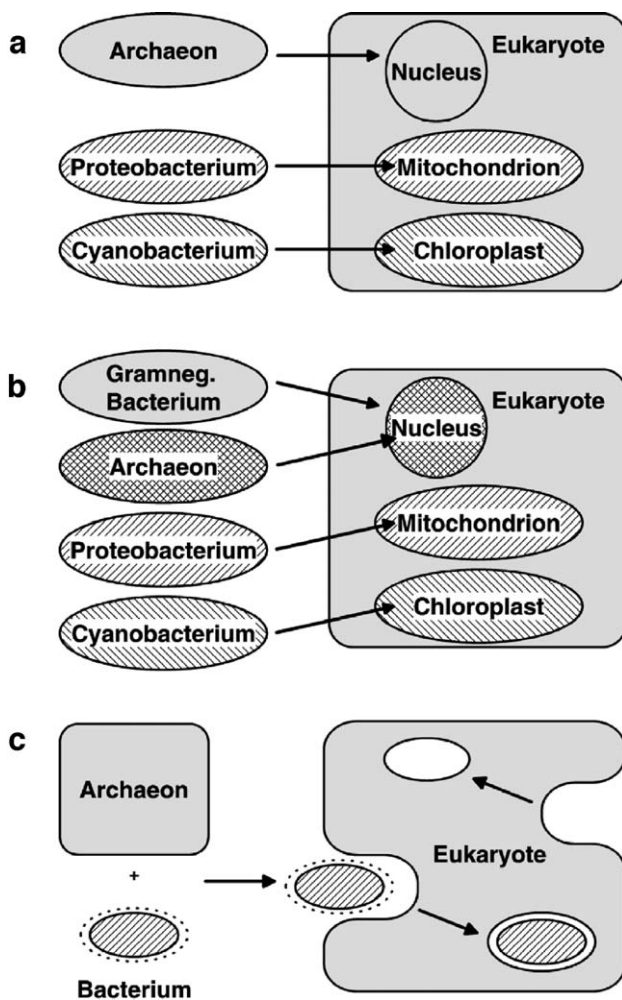 a
Archaeon
Eukaryote
Nucleus
Proteobacterium
Mitochondrion
Cyanobacterium
Chloroplast
b
Gramneg.
Bacterium
Eukaryote
Nucleus
Archaeon
Mitochondrion
Proteobacterium
Chloroplast
Cyanobacterium
c
Archaeon
+
Eukaryote
Bacterium